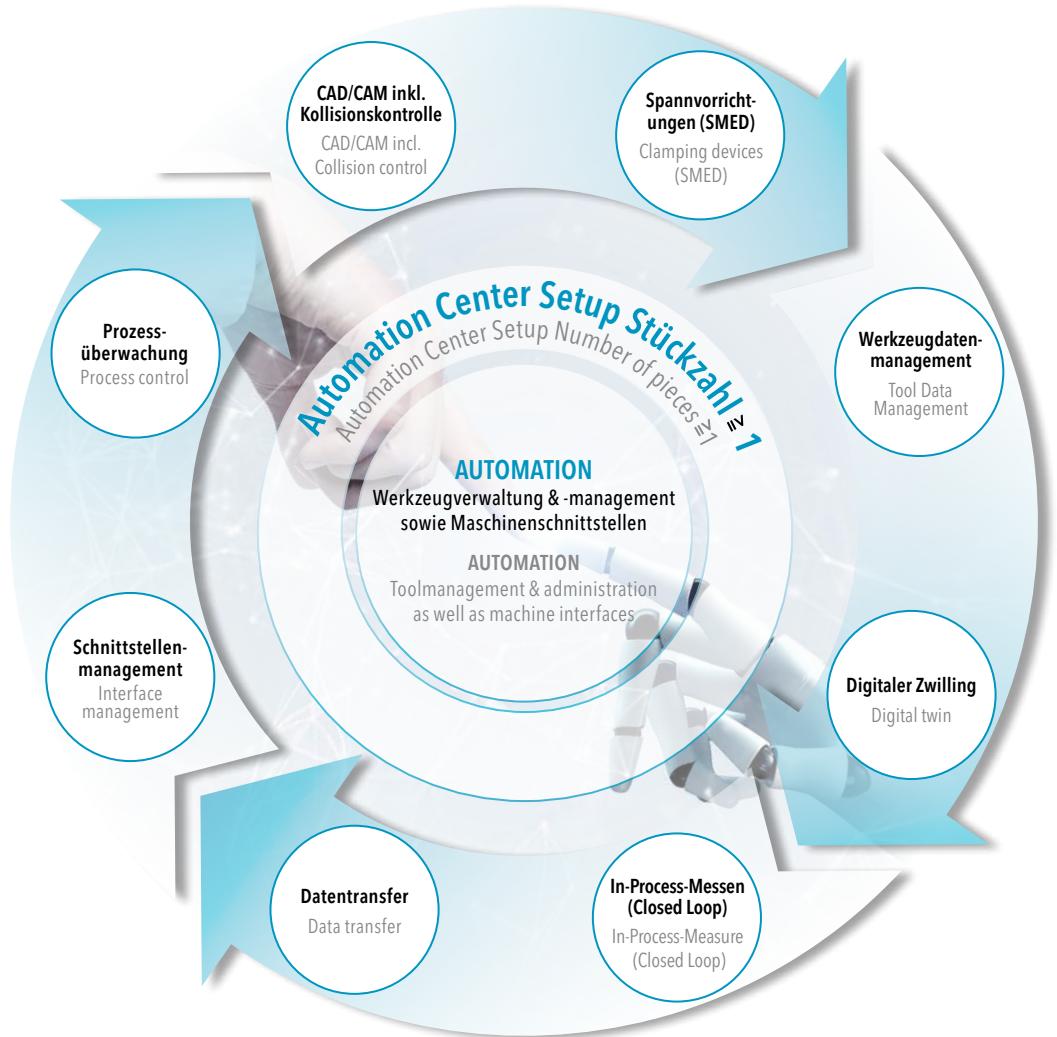 CAD/CAM inkl.
Kollisionskontrolle
CAD/CAM incl.
Collision control
Spannvorricht-
ungen (SMED)
Clamping devices
(SMED)
Werkzeugdaten-
management
Tool Data
Management
Digitaler Zwilling
Digital twin
In-Process-Messen
(Closed Loop)
In-Process-Measure
(Closed Loop)
Datentransfer
Data transfer
Schnittstellen-
management
Interface
management
Prozess-
überwachung
Process control
Automation Center Setup Stückzahl ≧ 1
Automation Center Setup Number of pieces ≧1
AUTOMATION
Werkzeugverwaltung & -management
sowie Maschinenschnittstellen
AUTOMATION
Toolmanagement & administration
as well as machine interfaces